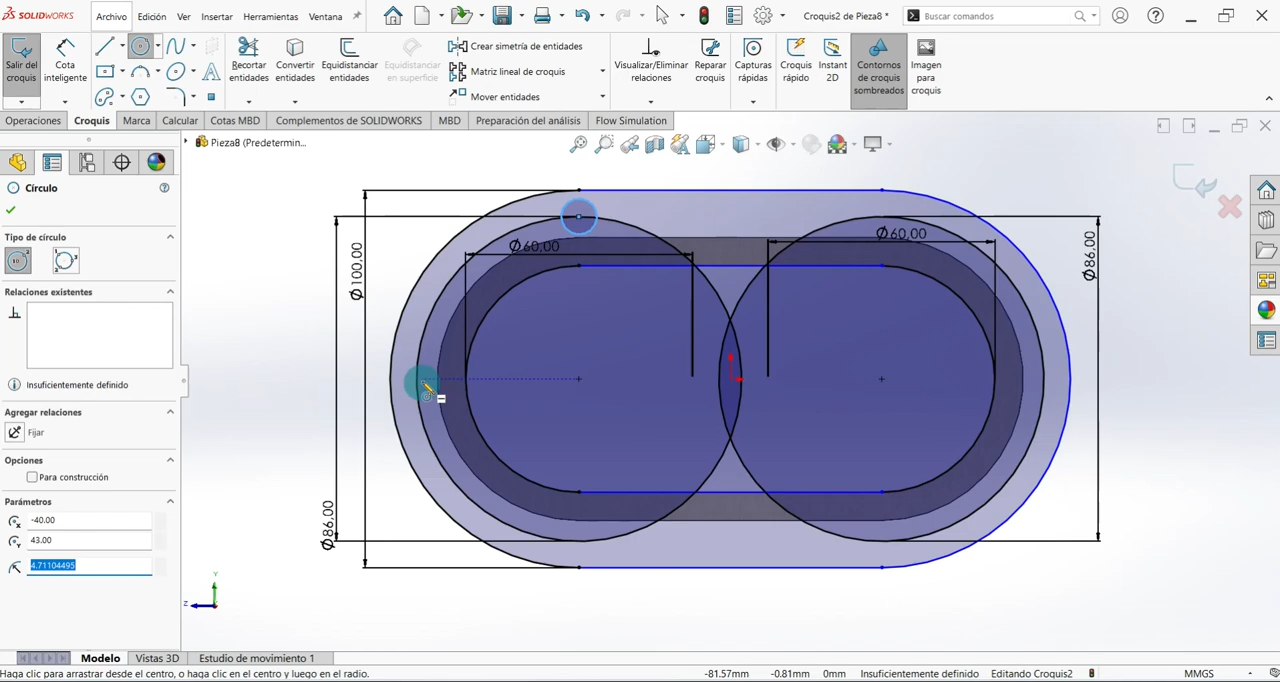 SOLIDWORKS
Archivo Edición Ver Insertar Herramientas Ventana
Croquis2 de Pieza8 *
Buscar comandos
Salir del croquis
Cota inteligente
Recortar entidades
Convertir entidades
Equidistanciar entidades
Equidistanciar en superficie
Crear simetría de entidades
Matriz lineal de croquis
Mover entidades
Visualizar/Eliminar relaciones
Reparar croquis
Capturas rápidas
Croquis rápido
Instant 2D
Contornos de croquis sombreados
Imagen para croquis
Operaciones Croquis Marca Calcular Cotas MBD Complementos de SOLIDWORKS MBD Preparación del análisis Flow Simulation
Pieza8 (Predetermin...
Círculo
Tipo de círculo
Relaciones existentes
Insuficientemente definido
Agregar relaciones
Fijar
Opciones
Para construcción
Parámetros
-40.00
43.00
4.71104495
Ø100,00
Ø60,00
Ø60,00
Ø86,00
Ø86,00
Y
Z
Modelo Vistas 3D Estudio de movimiento 1
Haga clic para arrastrar desde el centro, o haga clic en el centro y luego en el radio.
-81.57mm -0.81mm 0mm Insuficientemente definido Editando Croquis2 MMGS